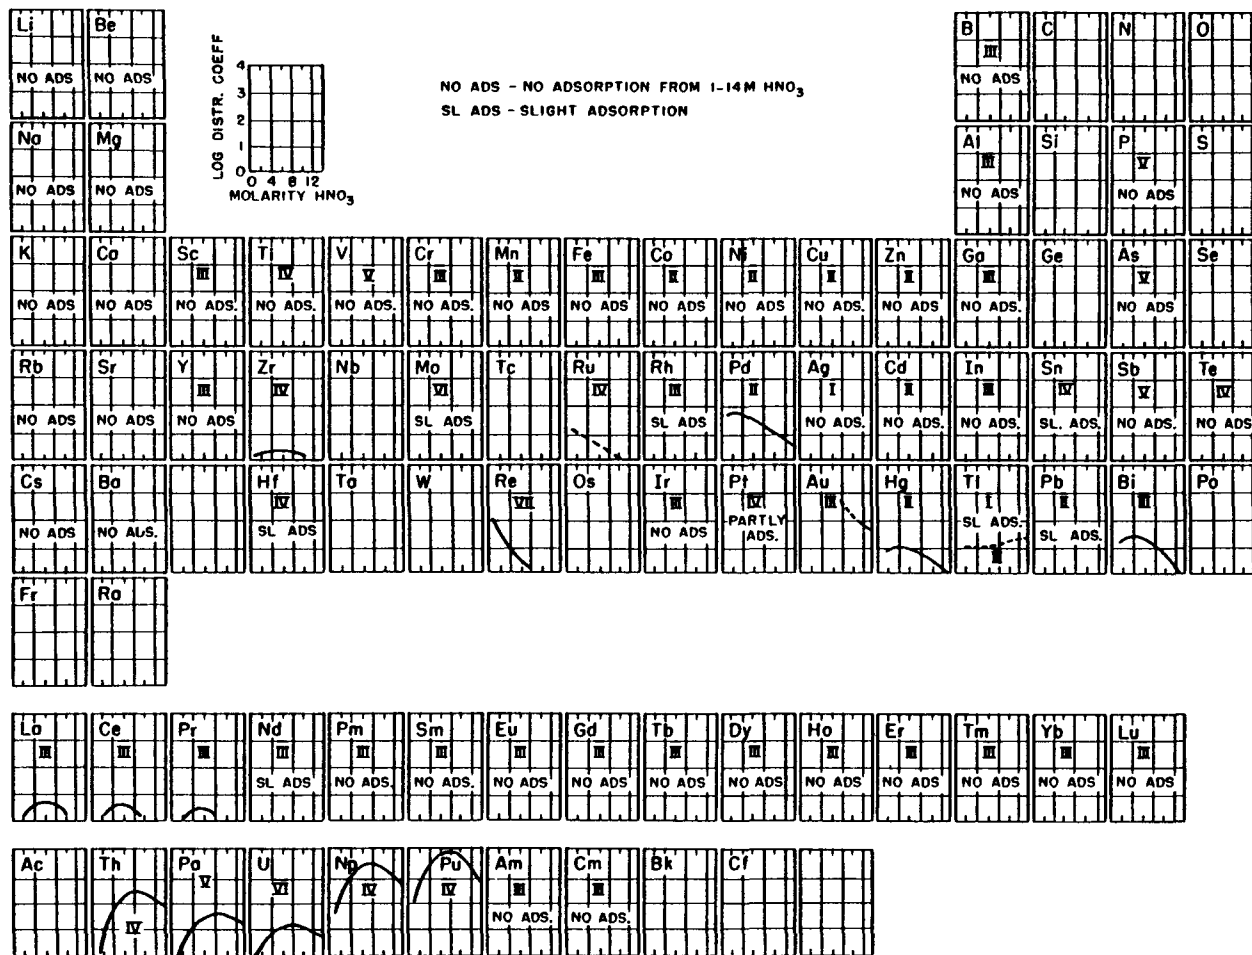 Li Be B C N O
III
NO ADS NO ADS NO ADS
LOG DISTR. COEFF
4
3
2
1
0
0 4 8 12
MOLARITY HNO3
NO ADS – NO ADSORPTION FROM 1–14M HNO3
SL ADS – SLIGHT ADSORPTION
Na Mg Al Si P S
III V
NO ADS NO ADS NO ADS NO ADS
K Ca Sc Ti V Cr Mn Fe Co Ni Cu Zn Ga Ge As Se
III IV V III II III II II II II III V
NO ADS NO ADS NO ADS. NO ADS. NO ADS. NO ADS. NO ADS NO ADS NO ADS NO ADS NO ADS NO ADS NO ADS. NO ADS
Rb Sr Y Zr Nb Mo Tc Ru Rh Pd Ag Cd In Sn Sb Te
III IV VI IV III II I II III IV V IV
NO ADS NO ADS NO ADS SL ADS SL ADS NO ADS. NO ADS. NO ADS. SL. ADS. NO ADS. NO ADS
Cs Ba Hf Ta W Re Os Ir Pt Au Hg Tl Pb Bi Po
IV VII III IV III II I II III
NO ADS NO ADS. SL ADS NO ADS PARTLY ADS. SL ADS. SL ADS.
III
Fr Ra
La Ce Pr Nd Pm Sm Eu Gd Tb Dy Ho Er Tm Yb Lu
III III III III III III III III III III III III III III III
SL ADS NO ADS. NO ADS. NO ADS. NO ADS NO ADS NO ADS. NO ADS NO ADS. NO ADS NO ADS. NO ADS
Ac Th Pa U Np Pu Am Cm Bk Cf
IV V VI IV IV III III
NO ADS. NO ADS.